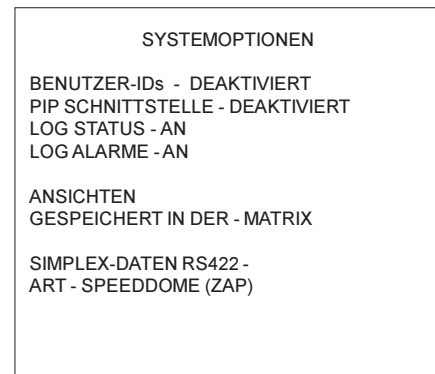 SYSTEMOPTIONEN
BENUTZER-IDs - DEAKTIVIERT
PIP SCHNITTSTELLE - DEAKTIVIERT
LOG STATUS - AN
LOG ALARME - AN
ANSICHTEN
GESPEICHERT IN DER - MATRIX
SIMPLEX-DATEN RS422 -
ART - SPEEDDOME (ZAP)